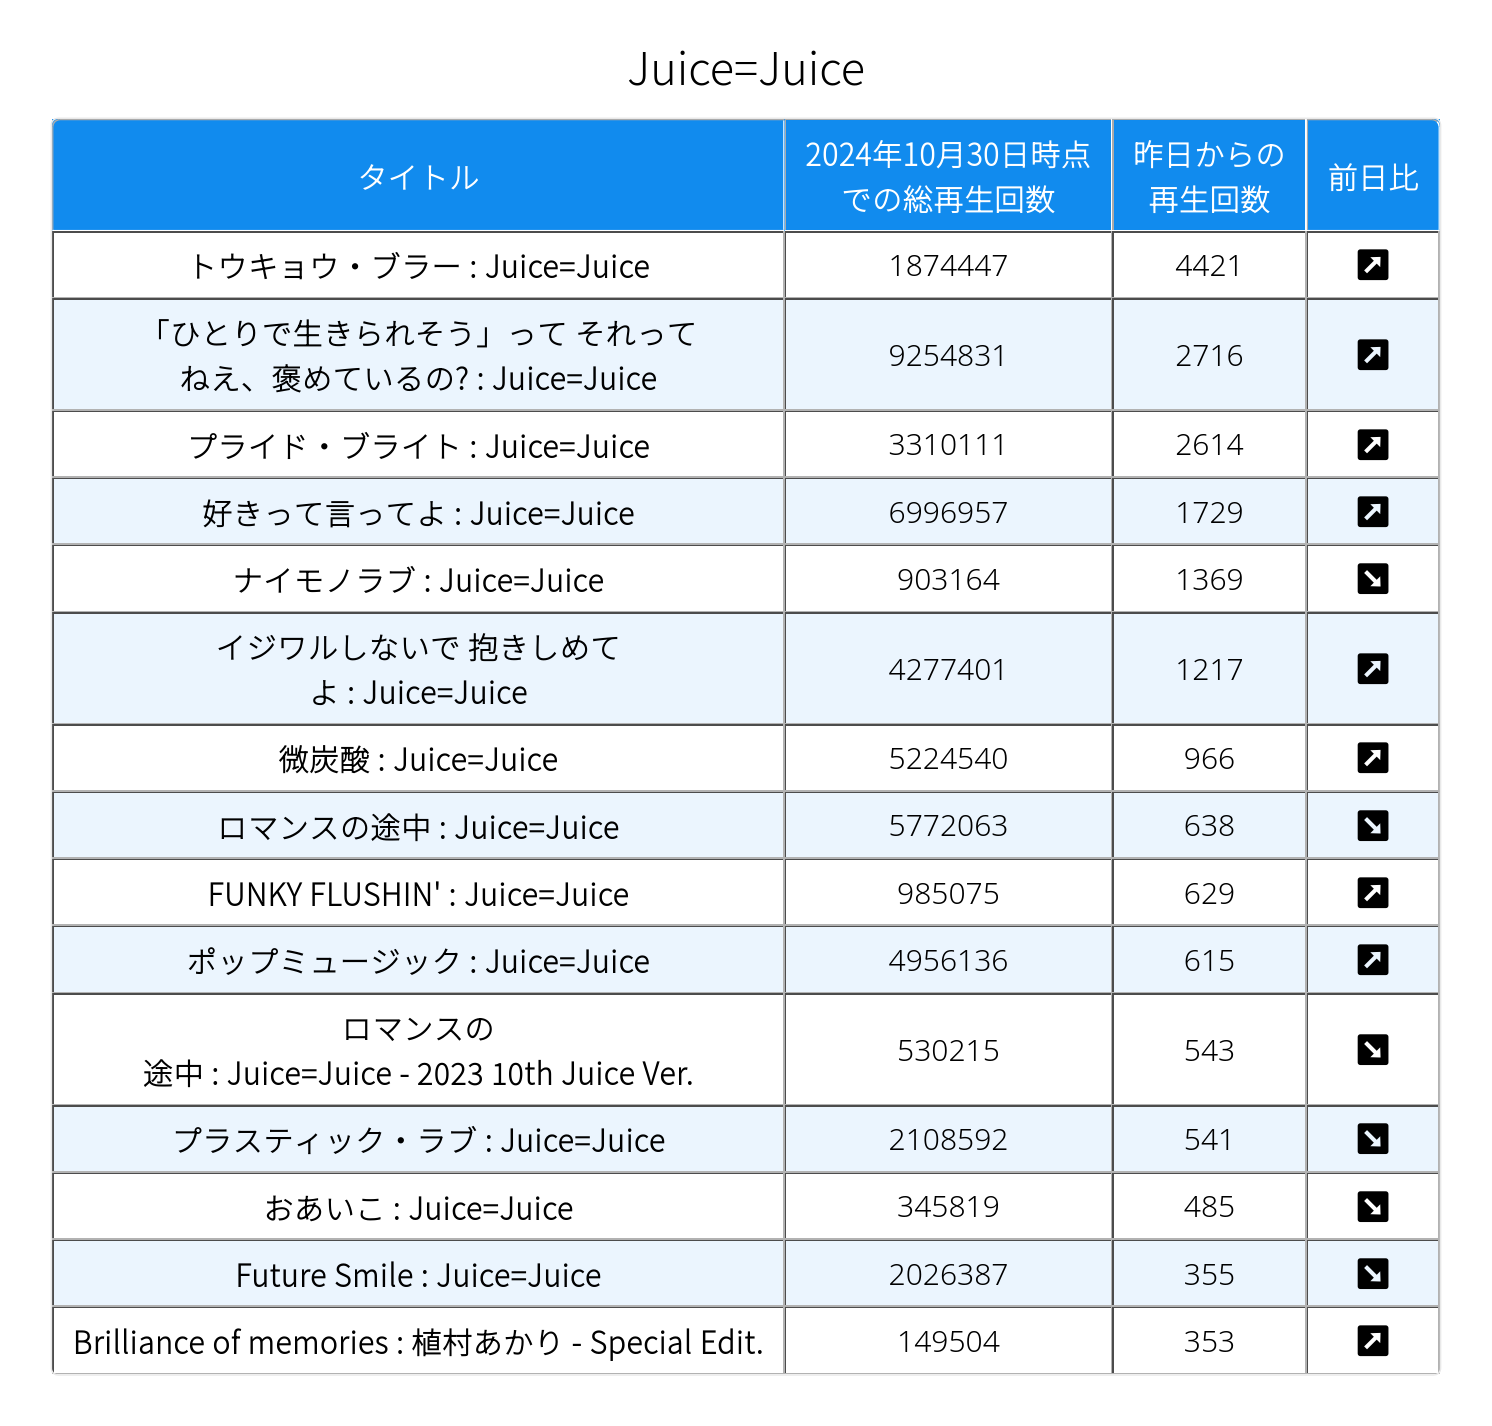 Juice=Juice
タイトル
2024年10月30日時点
での総再生回数
昨日からの
再生回数
前日比
トウキョウ・ブラー : Juice=Juice 1874447 4421
「ひとりで生きられそう」って それって
ねえ、褒めているの? : Juice=Juice 9254831 2716
プライド・ブライト : Juice=Juice 3310111 2614
好きって言ってよ : Juice=Juice 6996957 1729
ナイモノラブ : Juice=Juice 903164 1369
イジワルしないで 抱きしめて
よ : Juice=Juice 4277401 1217
微炭酸 : Juice=Juice 5224540 966
ロマンスの途中 : Juice=Juice 5772063 638
FUNKY FLUSHIN' : Juice=Juice 985075 629
ポップミュージック : Juice=Juice 4956136 615
ロマンスの
途中 : Juice=Juice - 2023 10th Juice Ver. 530215 543
プラスティック・ラブ : Juice=Juice 2108592 541
おあいこ : Juice=Juice 345819 485
Future Smile : Juice=Juice 2026387 355
Brilliance of memories : 植村あかり - Special Edit. 149504 353